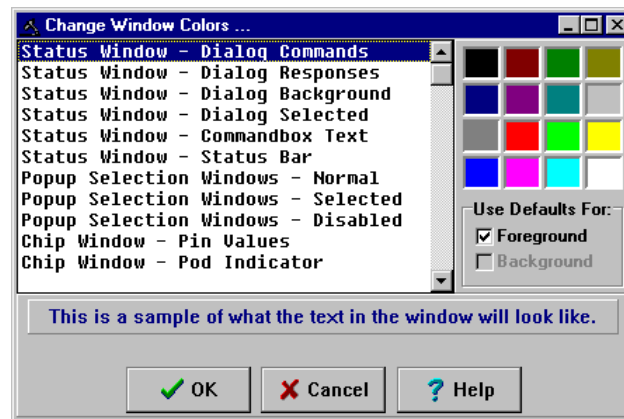 Change Window Colors ...
Status Window - Dialog Commands
Status Window - Dialog Responses
Status Window - Dialog Background
Status Window - Dialog Selected
Status Window - Commandbox Text
Status Window - Status Bar
Popup Selection Windows - Normal
Popup Selection Windows - Selected
Popup Selection Windows - Disabled
Chip Window - Pin Values
Chip Window - Pod Indicator
Use Defaults For:
Foreground
Background
This is a sample of what the text in the window will look like.
OK
Cancel
? Help